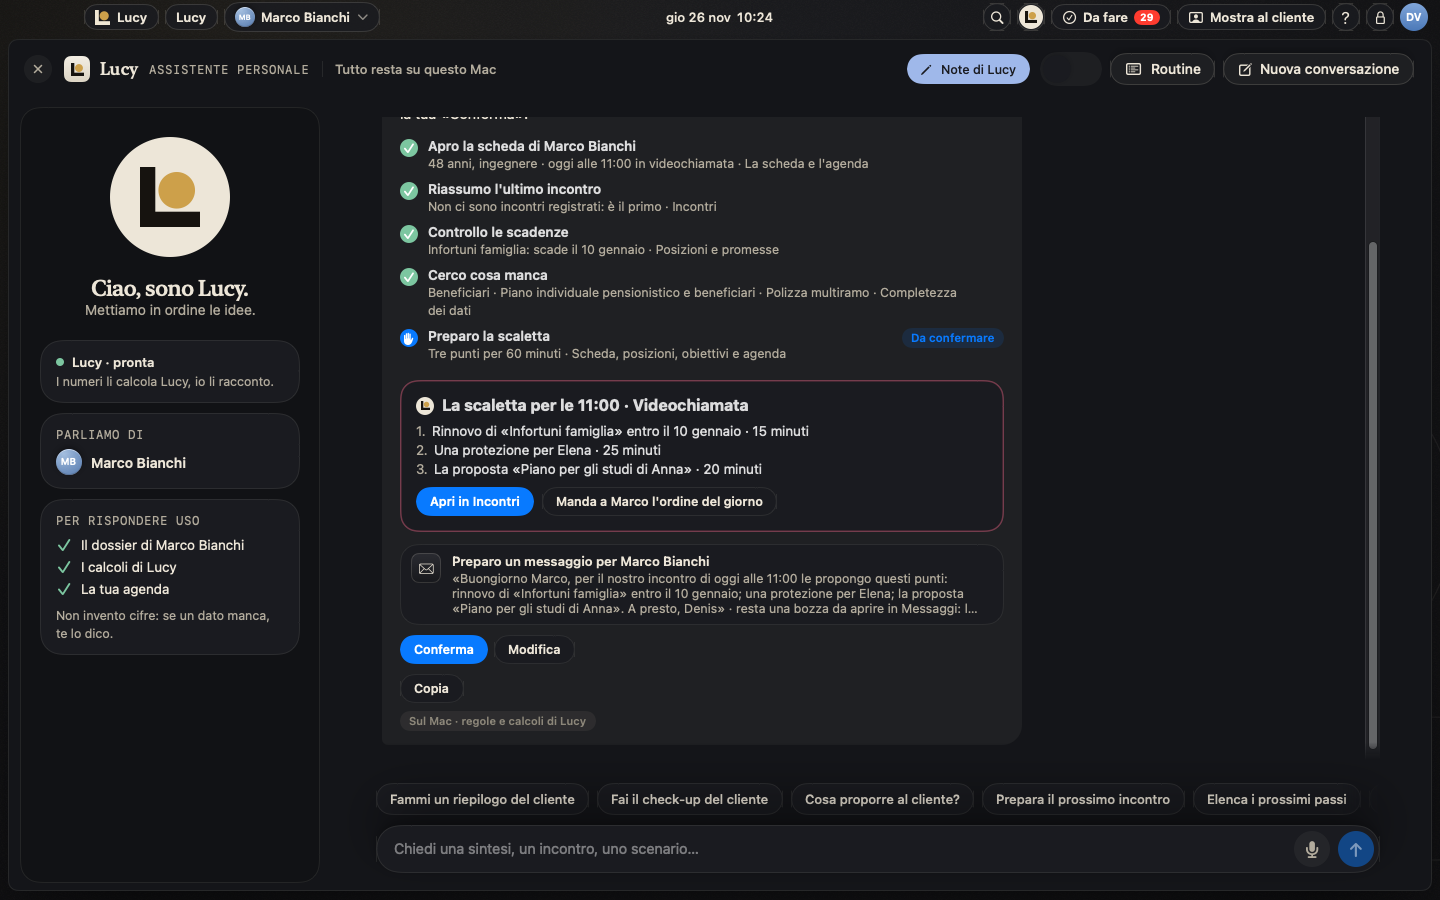 Lucy
Lucy
MB Marco Bianchi
gio 26 nov 10:24
Da fare 29
Mostra al cliente
?
DV
Lucy ASSISTENTE PERSONALE
Tutto resta su questo Mac
Note di Lucy
Routine
Nuova conversazione
Ciao, sono Lucy.
Mettiamo in ordine le idee.
Lucy · pronta
I numeri li calcola Lucy, io li racconto.
PARLIAMO DI
MB Marco Bianchi
PER RISPONDERE USO
Il dossier di Marco Bianchi
I calcoli di Lucy
La tua agenda
Non invento cifre: se un dato manca,
te lo dico.
la tua «Conferma».
Apro la scheda di Marco Bianchi
48 anni, ingegnere · oggi alle 11:00 in videochiamata · La scheda e l'agenda
Riassumo l'ultimo incontro
Non ci sono incontri registrati: è il primo · Incontri
Controllo le scadenze
Infortuni famiglia: scade il 10 gennaio · Posizioni e promesse
Cerco cosa manca
Beneficiari · Piano individuale pensionistico e beneficiari · Polizza multiramo · Completezza
dei dati
Preparo la scaletta
Da confermare
Tre punti per 60 minuti · Scheda, posizioni, obiettivi e agenda
La scaletta per le 11:00 · Videochiamata
1. Rinnovo di «Infortuni famiglia» entro il 10 gennaio · 15 minuti
2. Una protezione per Elena · 25 minuti
3. La proposta «Piano per gli studi di Anna» · 20 minuti
Apri in Incontri
Manda a Marco l'ordine del giorno
Preparo un messaggio per Marco Bianchi
«Buongiorno Marco, per il nostro incontro di oggi alle 11:00 le propongo questi punti:
rinnovo di «Infortuni famiglia» entro il 10 gennaio; una protezione per Elena; la proposta
«Piano per gli studi di Anna». A presto, Denis» · resta una bozza da aprire in Messaggi: l...
Conferma
Modifica
Copia
Sul Mac · regole e calcoli di Lucy
Fammi un riepilogo del cliente
Fai il check-up del cliente
Cosa proporre al cliente?
Prepara il prossimo incontro
Elenca i prossimi passi
Chiedi una sintesi, un incontro, uno scenario...